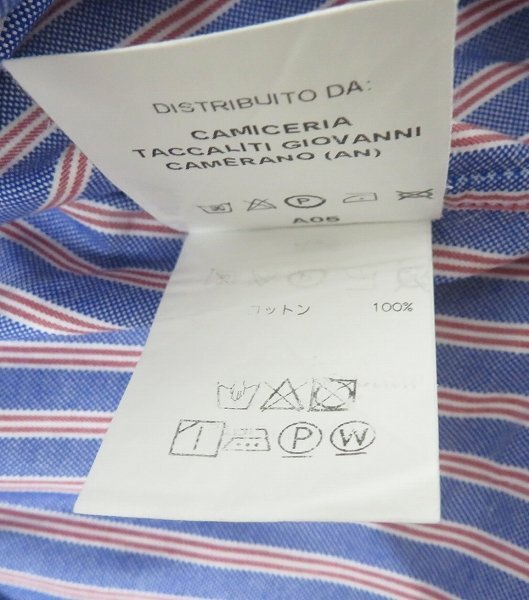 DISTRIBUITO DA:
CAMICERIA
TACCALITI GIOVANNI
CAMERANO (AN)
P
A05
コットン 100%
P W